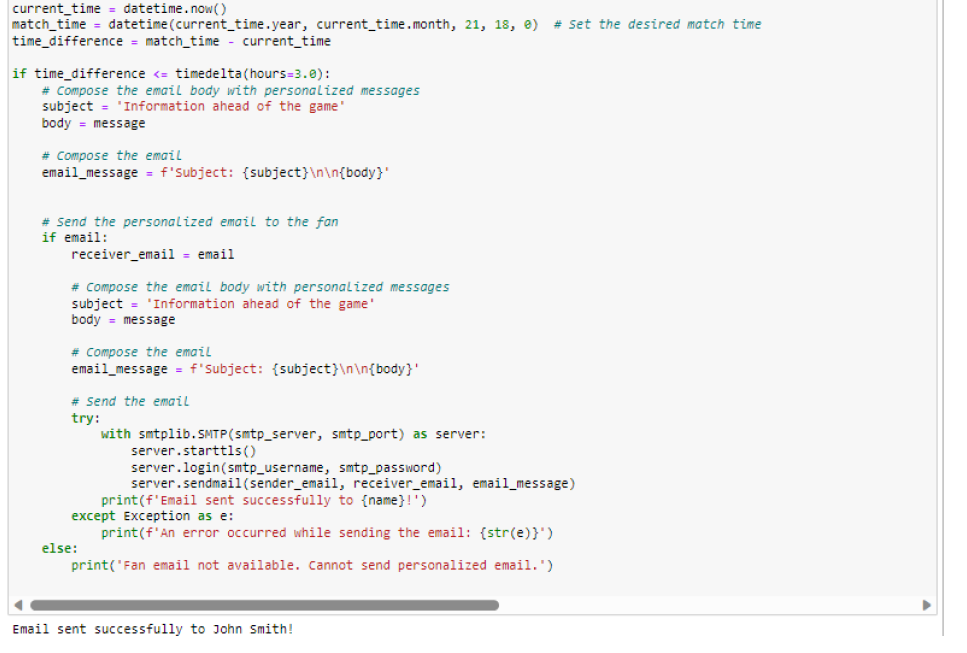 current_time = datetime.now()
match_time = datetime(current_time.year, current_time.month, 21, 18, 0)  # Set the desired match time
time_difference = match_time - current_time

if time_difference <= timedelta(hours=3.0):
    # Compose the email body with personalized messages
    subject = 'Information ahead of the game'
    body = message

    # Compose the email
    email_message = f'Subject: {subject}\n\n{body}'


    # Send the personalized email to the fan
    if email:
        receiver_email = email

        # Compose the email body with personalized messages
        subject = 'Information ahead of the game'
        body = message

        # Compose the email
        email_message = f'Subject: {subject}\n\n{body}'

        # Send the email
        try:
            with smtplib.SMTP(smtp_server, smtp_port) as server:
                server.starttls()
                server.login(smtp_username, smtp_password)
                server.sendmail(sender_email, receiver_email, email_message)
            print(f'Email sent successfully to {name}!')
        except Exception as e:
            print(f'An error occurred while sending the email: {str(e)}')
    else:
        print('Fan email not available. Cannot send personalized email.')

Email sent successfully to John Smith!